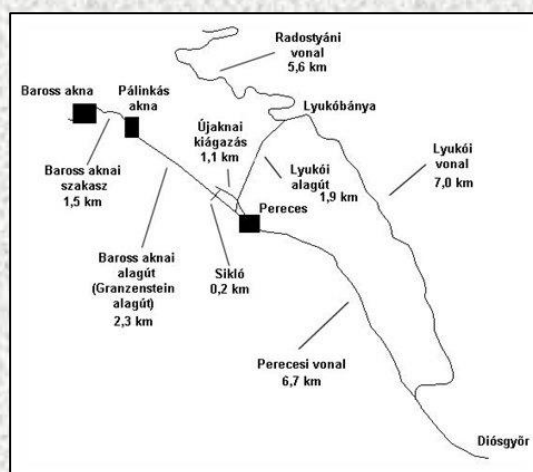 Radostyáni
vonal
5,6 km
Baross akna
Pálinkás
akna
Lyukóbánya
Újaknai
kiágazás
1,1 km
Lyukói
vonal
7,0 km
Baross aknai
szakasz
1,5 km
Lyukói
alagút
1,9 km
Pereces
Baross aknai
alagút
(Granzenstein
alagút)
2,3 km
Sikló
0,2 km
Perecesi vonal
6,7 km
Diósgyõr